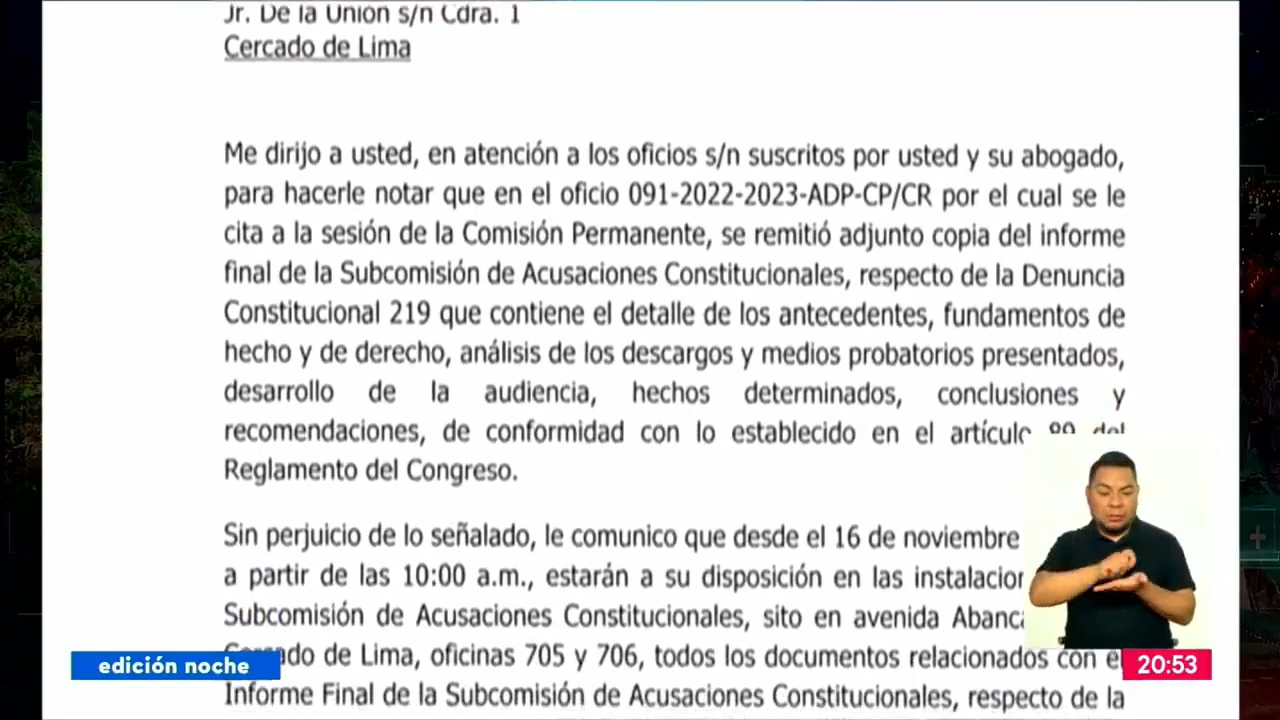 Jr. De la Unión s/n Cdra. 1
Cercado de Lima
Me dirijo a usted, en atención a los oficios s/n suscritos por usted y su abogado,
para hacerle notar que en el oficio 091-2022-2023-ADP-CP/CR por el cual se le
cita a la sesión de la Comisión Permanente, se remitió adjunto copia del informe
final de la Subcomisión de Acusaciones Constitucionales, respecto de la Denuncia
Constitucional 219 que contiene el detalle de los antecedentes, fundamentos de
hecho y de derecho, análisis de los descargos y medios probatorios presentados,
desarrollo de la audiencia, hechos determinados, conclusiones y
recomendaciones, de conformidad con lo establecido en el artículo 89 del
Reglamento del Congreso.
Sin perjuicio de lo señalado, le comunico que desde el 16 de noviembre
a partir de las 10:00 a.m., estarán a su disposición en las
Subcomisión de Acusaciones Constitucionales, sito en avenida
de Lima, oficinas 705 y 706, todos los documentos relacionados con el
Informe Final de la Subcomisión de Acusaciones Constitucionales, respecto de la
edición noche
20:53